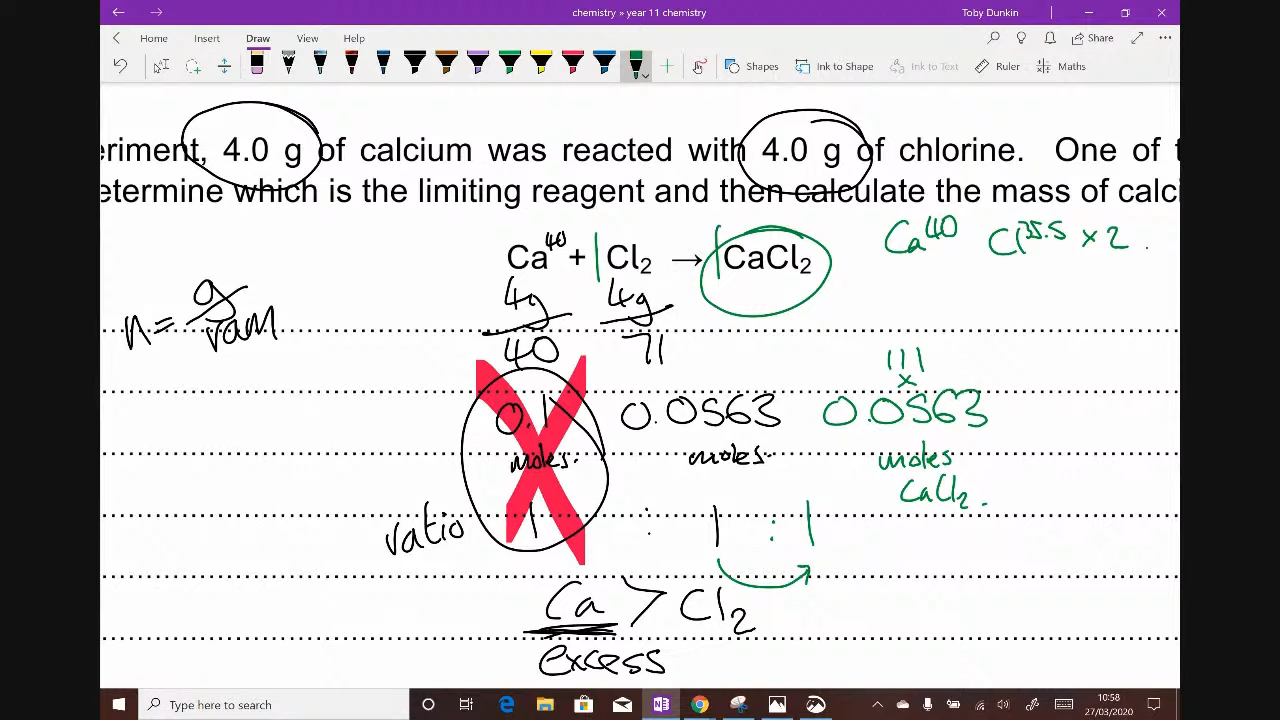 chemistry » year 11 chemistry
Toby Dunkin
Home Insert Draw View Help
Share
Shapes Ink to Shape Ink to Text Ruler Maths
eriment, 4.0 g of calcium was reacted with 4.0 g of chlorine. One of t
etermine which is the limiting reagent and then calculate the mass of calci
Ca⁴⁰ + 1 Cl₂ → 1 CaCl₂
Ca⁴⁰ Cl³⁵·⁵ × 2
n = g/ram
4g/40 4g/71
111
×
0.1 0.0563 0.0563
moles. moles. moles
CaCl₂.
ratio 1 : 1 : 1
Ca > Cl₂
excess
Type here to search
10:58
27/03/2020